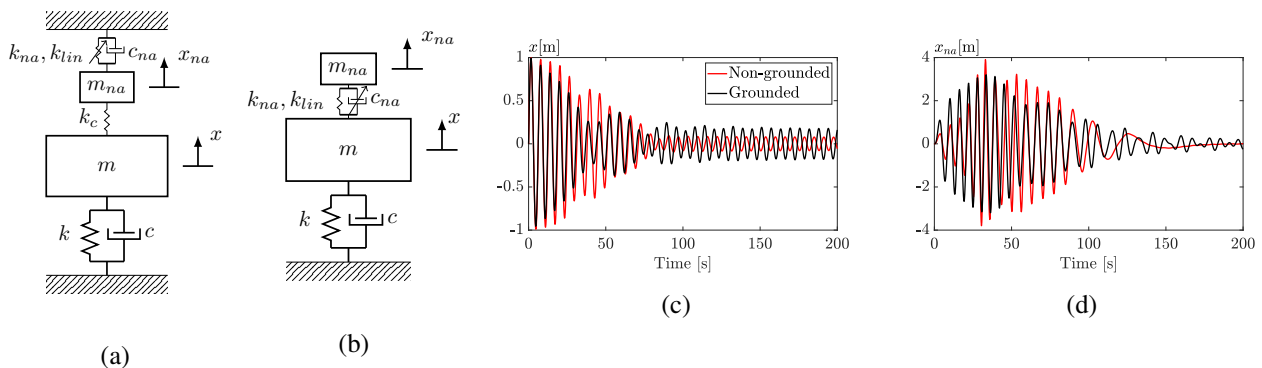 k_{na}, k_{lin}
c_{na}
x_{na}
m_{na}
k_c
x
m
k
c
(a)
x_{na}
m_{na}
k_{na}, k_{lin}
c_{na}
x
m
k
c
(b)
x[m]
1
0.5
0
-0.5
-1
Non-grounded
Grounded
0 50 100 150 200
Time [s]
(c)
x_{na}[m]
4
2
0
-2
-4
0 50 100 150 200
Time [s]
(d)